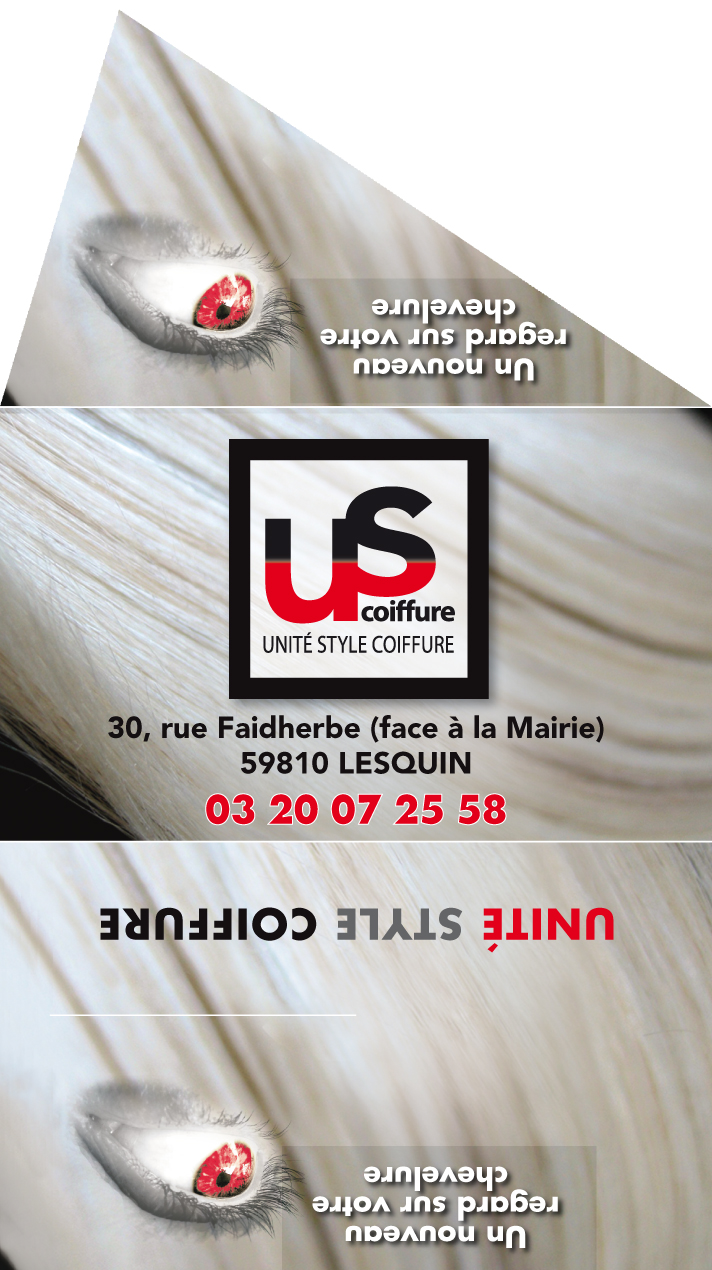 Un nouveau
regard sur votre
chevelure
us
coiffure
UNITÉ STYLE COIFFURE
30, rue Faidherbe (face à la Mairie)
59810 LESQUIN
03 20 07 25 58
UNITÉ STYLE COIFFURE
Un nouveau
regard sur votre
chevelure